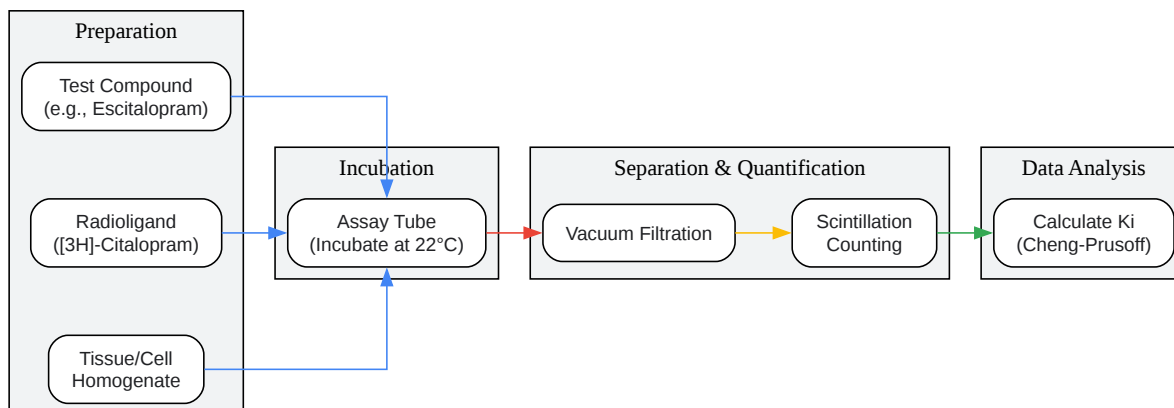 Preparation
Test Compound
(e.g., Escitalopram)
Radioligand
([3H]-Citalopram)
Tissue/Cell
Homogenate
Incubation
Assay Tube
(Incubate at 22°C)
Separation & Quantification
Vacuum Filtration
Scintillation
Counting
Data Analysis
Calculate Ki
(Cheng-Prusoff)